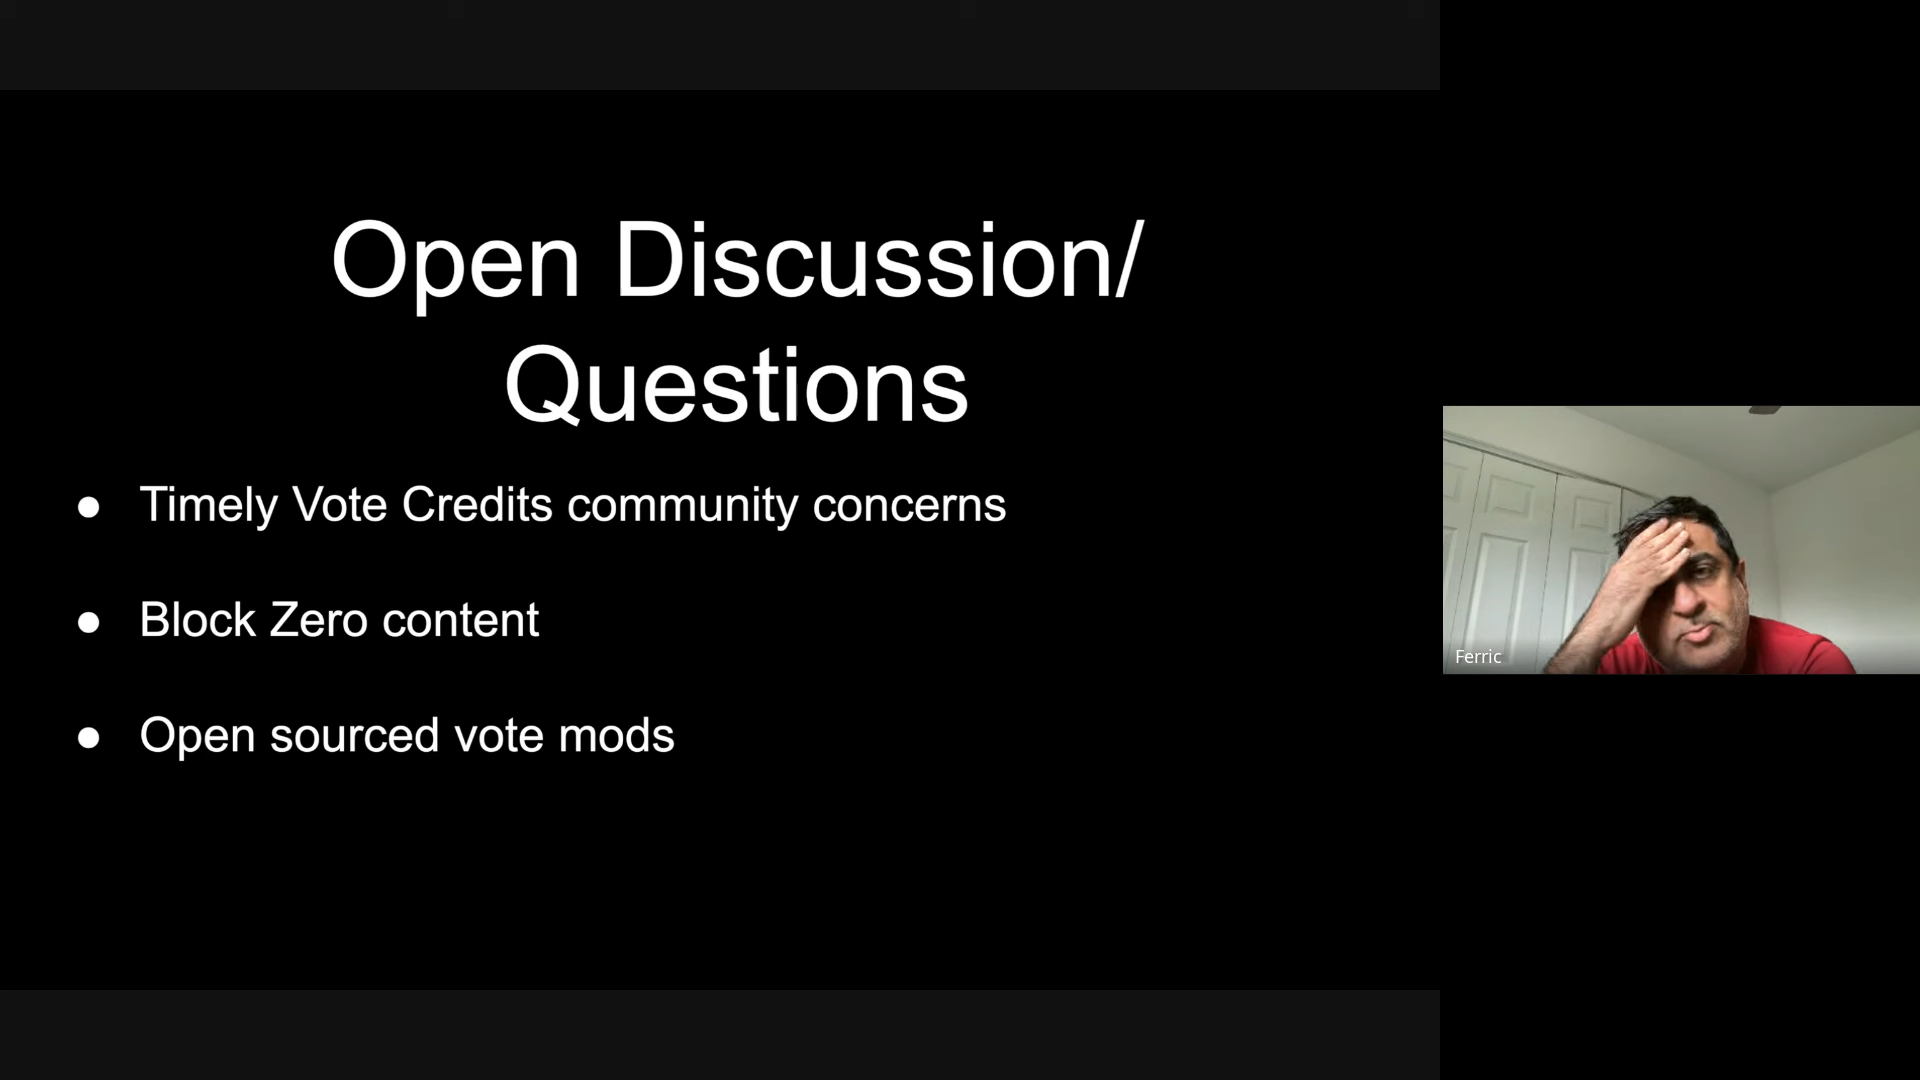 Open Discussion/
Questions
● Timely Vote Credits community concerns
● Block Zero content
● Open sourced vote mods
Ferric